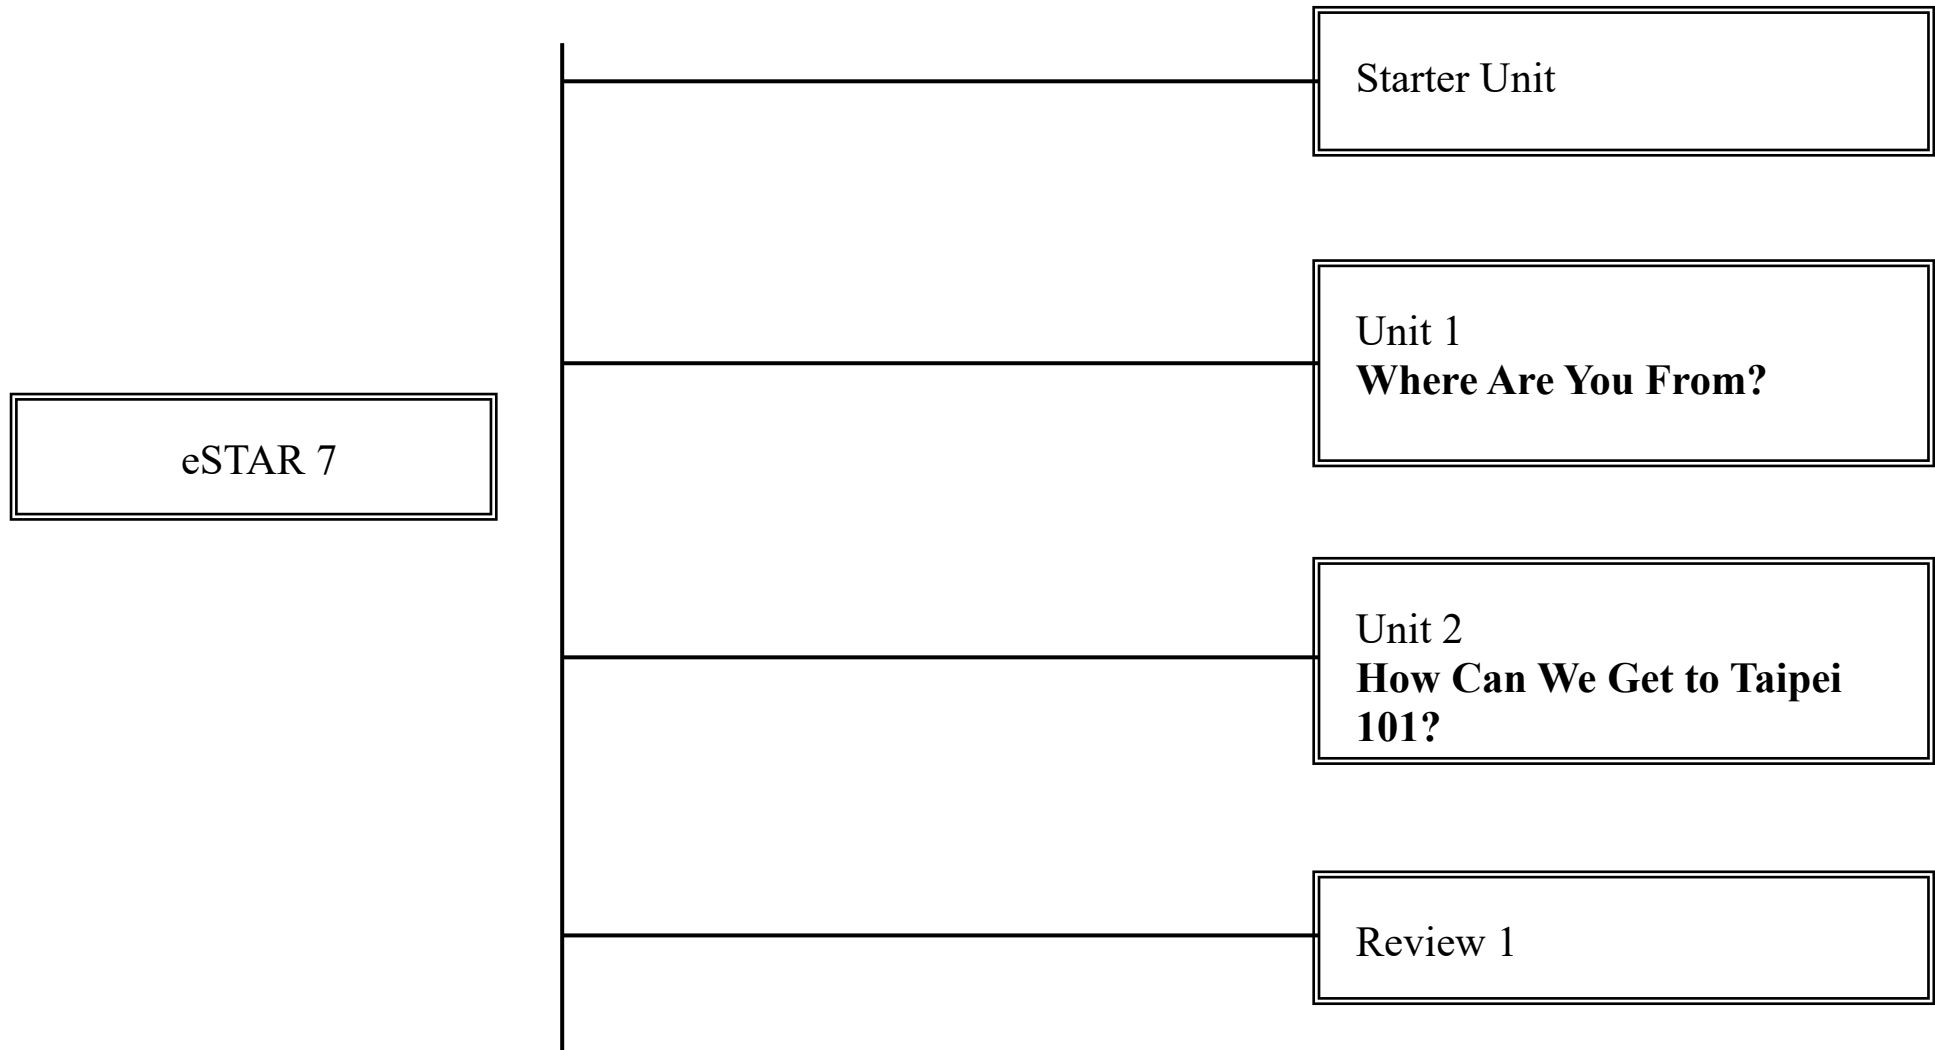 Starter Unit
Unit 1
Where Are You From?
eSTAR 7
Unit 2
How Can We Get to Taipei
101?
Review 1